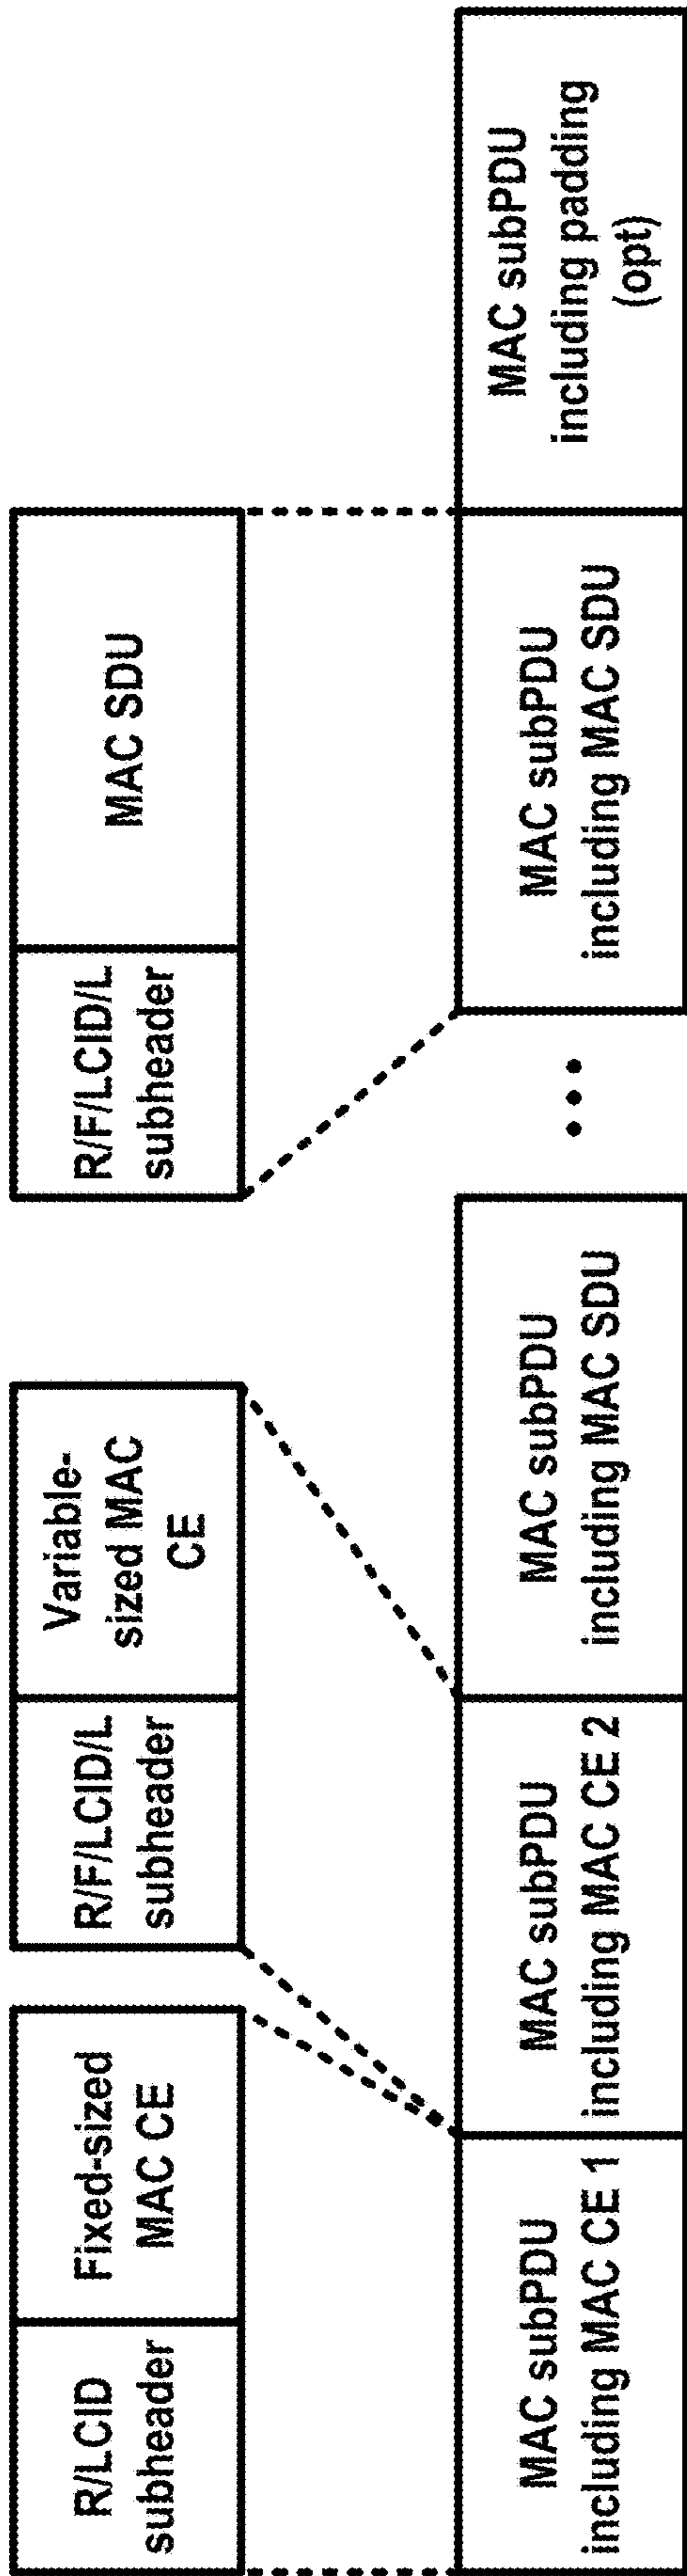 R/LCID
subheader
Fixed-sized
MAC CE
R/F/LCID/L
subheader
Variable-
sized MAC
CE
R/F/LCID/L
subheader
MAC SDU
MAC subPDU
including MAC CE 1
MAC subPDU
including MAC CE 2
MAC subPDU
including MAC SDU
•••
MAC subPDU
including MAC SDU
MAC subPDU
including padding
(opt)